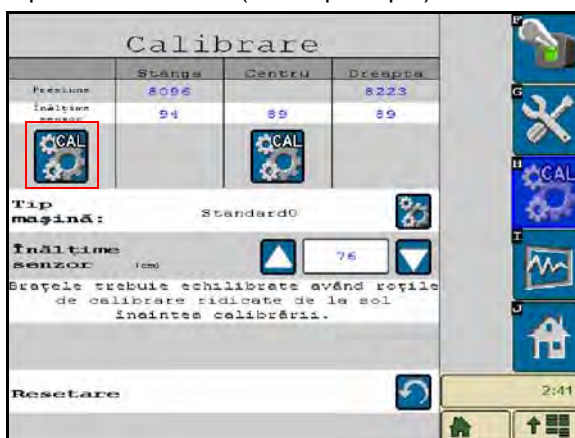 Calibrare
Stânga Centru Dreapta
Presiune 8096 8223
Înălțime senzor 94 89 89
CAL CAL
Tip mașină: Standard0
Înălțime senzor (cm) 76
Brațele trebuie echilibrate având roțile
de calibrare ridicate de la sol
înaintea calibrării.
Resetare
F
G
H
CAL
I
J
2:41